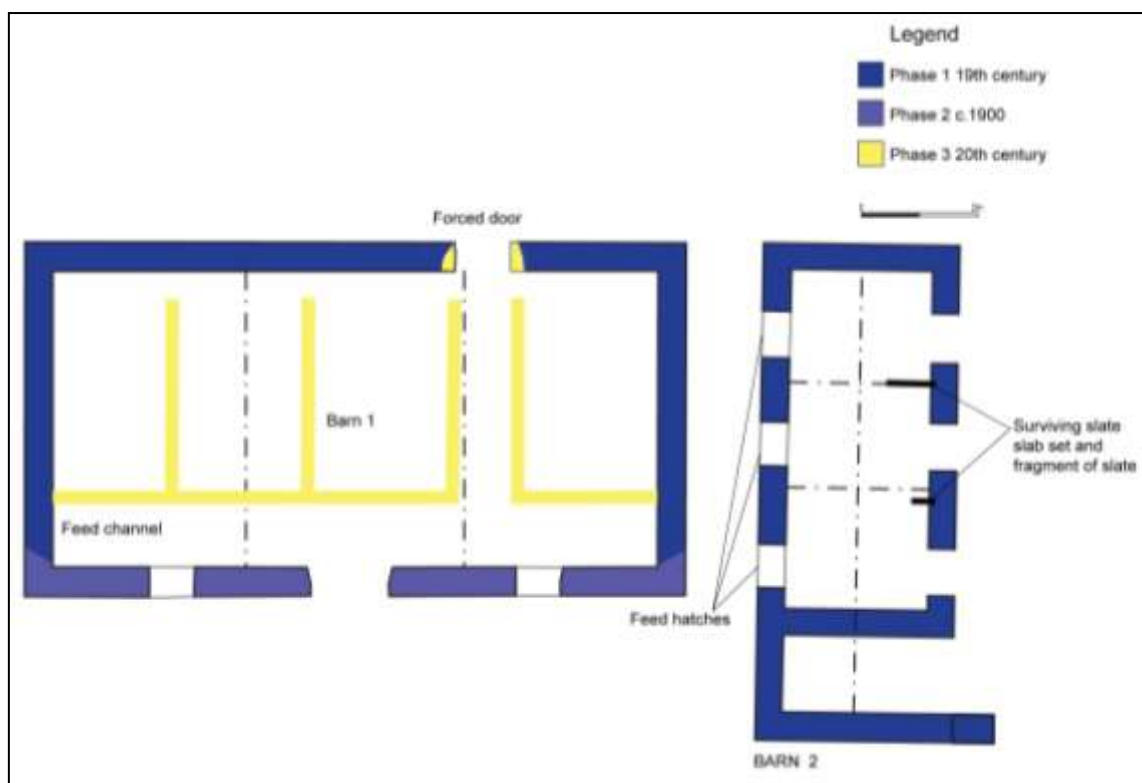 Legend
Phase 1 19th century
Phase 2 c.1900
Phase 3 20th century
Forced door
Barn 1
Surviving slate
slab set and
fragment of slate
Feed channel
Feed hatches
BARN 2